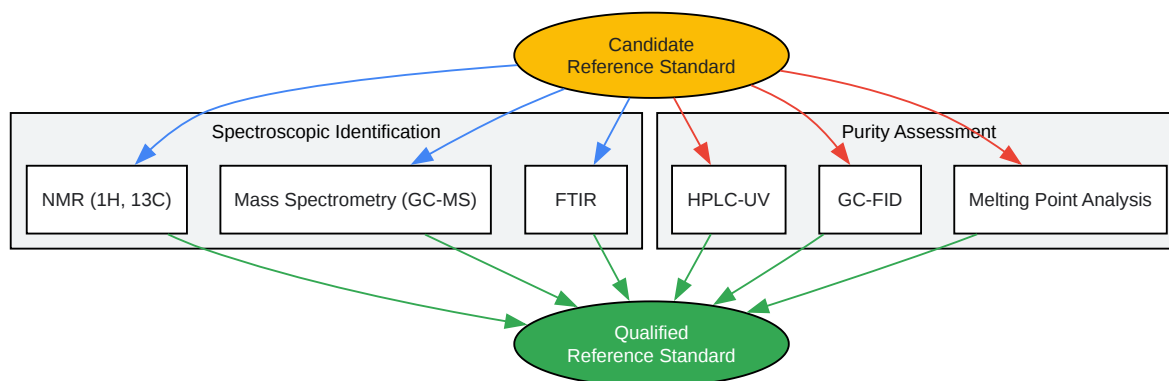 Candidate
Reference Standard
Spectroscopic Identification
Purity Assessment
NMR (1H, 13C)
Mass Spectrometry (GC-MS)
FTIR
HPLC-UV
GC-FID
Melting Point Analysis
Qualified
Reference Standard